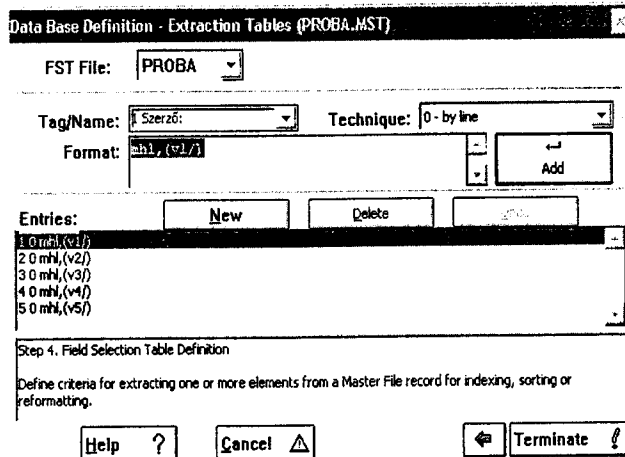 Data Base Definition - Extraction Tables (PROBA.MST)
FST File: PROBA
Tag/Name: 1 Szerző: Technique: 0 - by line
Format: mhl,(v1/)
Add
Entries: New Delete
1 0 mhl,(v1/)
2 0 mhl,(v2/)
3 0 mhl,(v3/)
4 0 mhl,(v4/)
5 0 mhl,(v5/)
Step 4. Field Selection Table Definition
Define criteria for extracting one or more elements from a Master File record for indexing, sorting or
reformatting.
Help ? Cancel Terminate